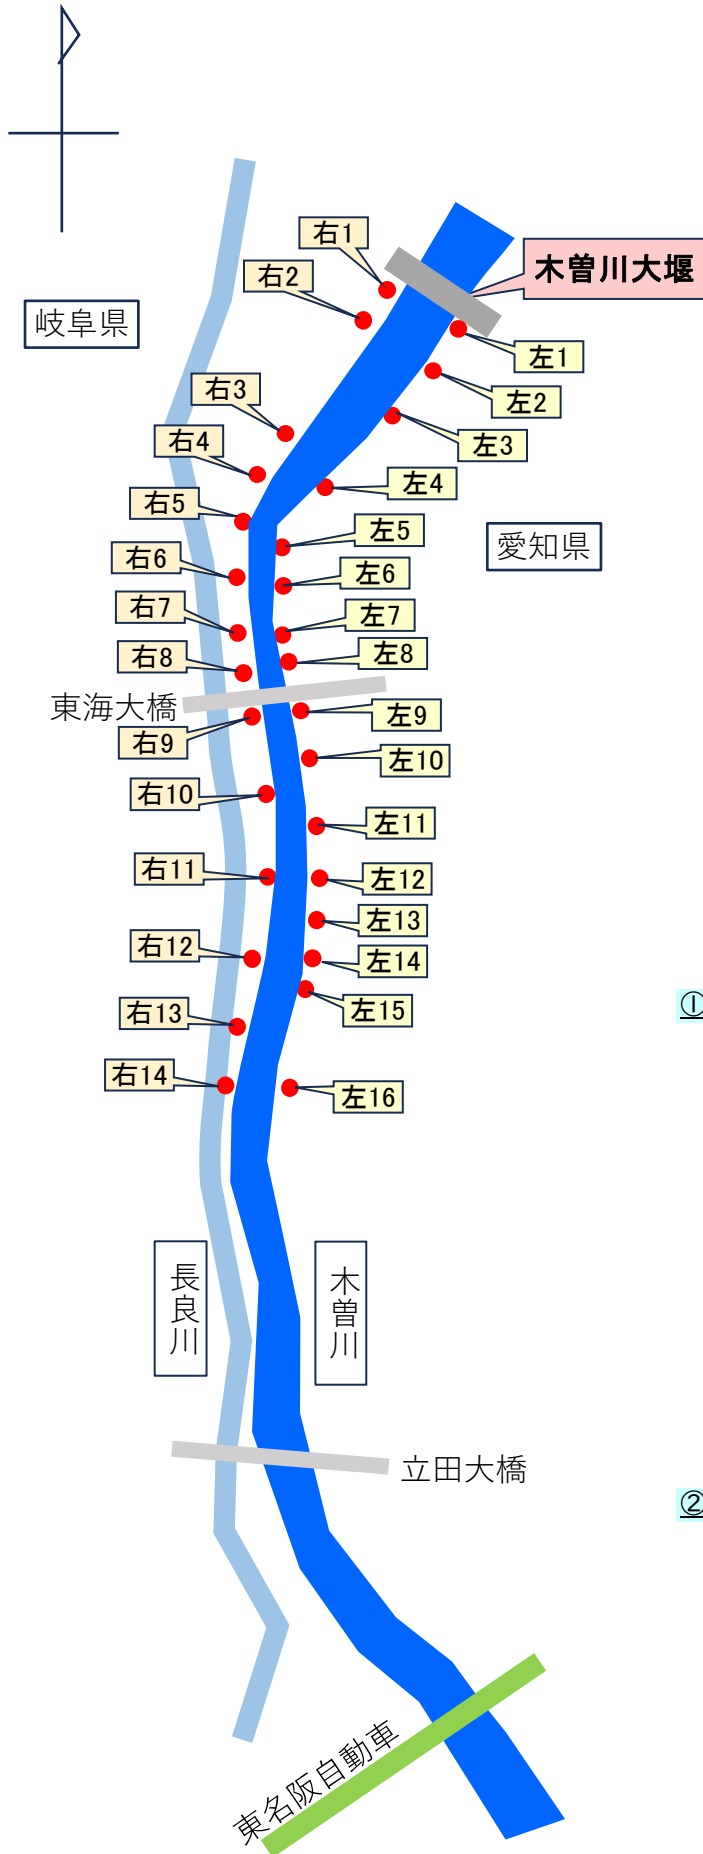 右1
木曽川大堰
右2
岐阜県
左1
左2
右3
左3
右4
左4
右5
左5
愛知県
右6
左6
右7
左7
右8
左8
東海大橋
左9
右9
左10
右10
左11
右11
左12
左13
右12
左14
左15
①
右13
右14
左16
長良川
木曽川
立田大橋
②
東名阪自動車